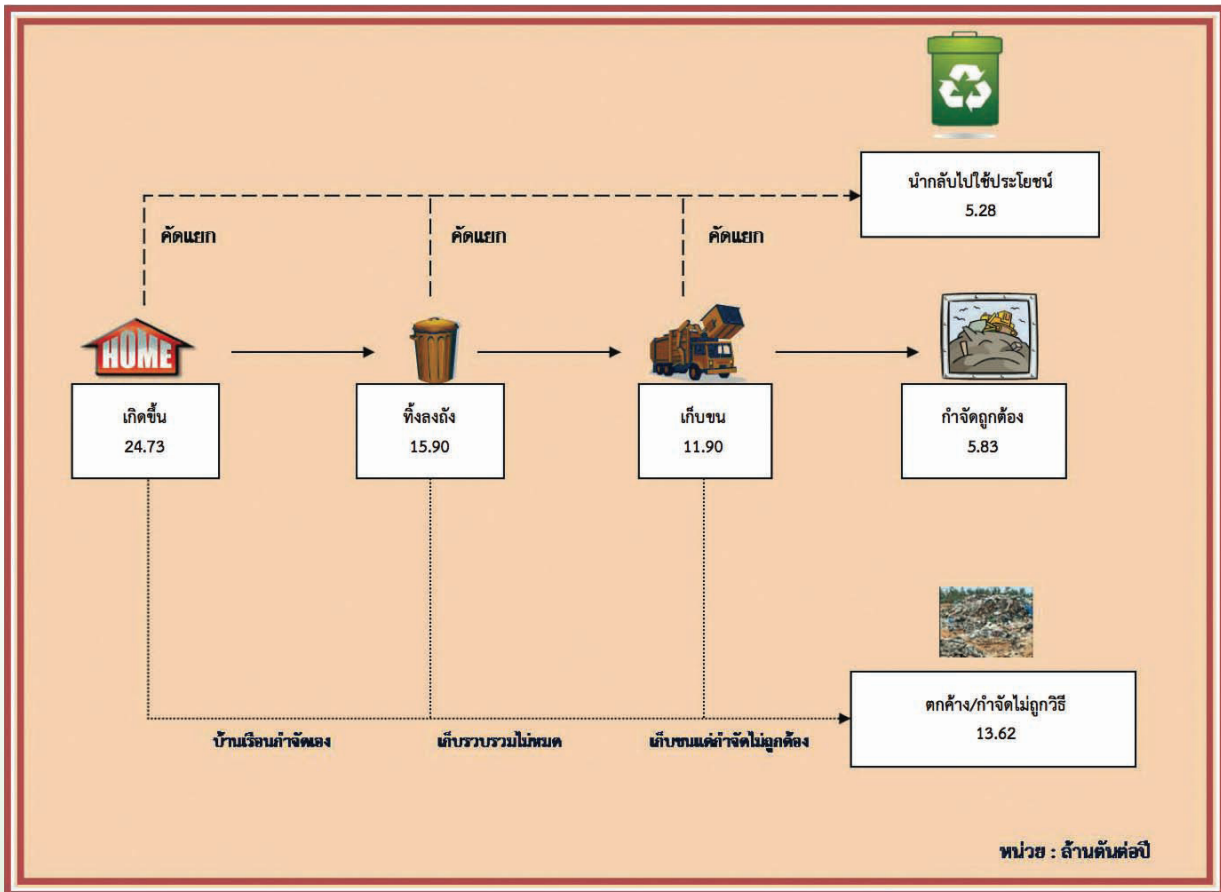 นำกลับไปใช้ประโยชน์
5.28
คัดแยก
คัดแยก
คัดแยก
HOME
เกิดขึ้น
24.73
ทิ้งลงถัง
15.90
เก็บขน
11.90
กำจัดถูกต้อง
5.83
ตกค้าง/กำจัดไม่ถูกวิธี
13.62
บ้านเรือนกำจัดเอง
เก็บรวบรวมไม่หมด
เก็บขนแต่กำจัดไม่ถูกต้อง
หน่วย : ล้านตันต่อปี